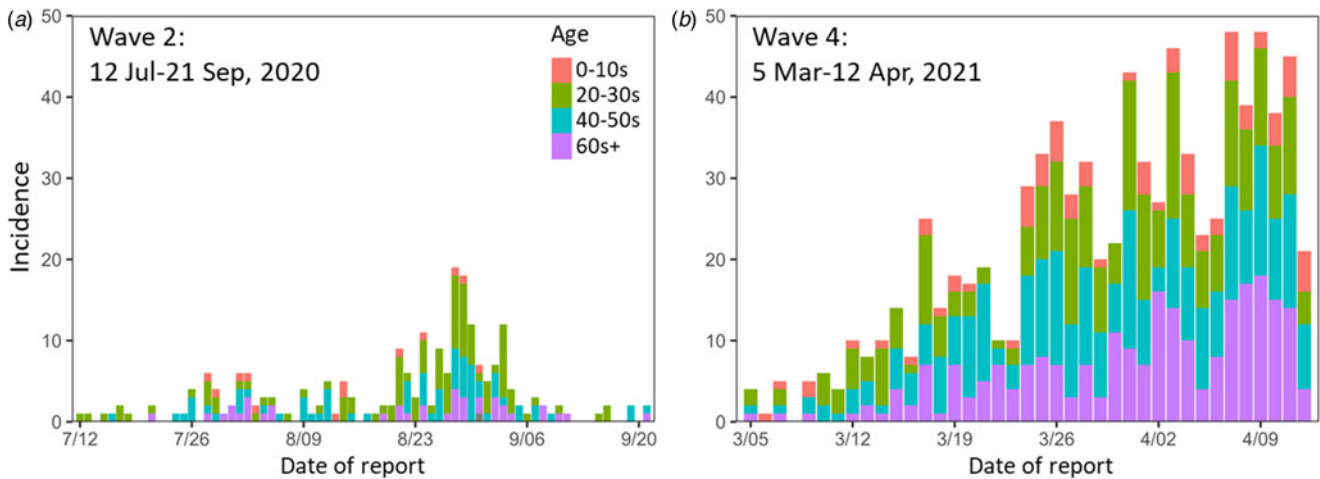 (a)
Wave 2:
12 Jul-21 Sep, 2020
Age
0-10s
20-30s
40-50s
60s+
Incidence
50
40
30
20
10
0
7/12 7/26 8/09 8/23 9/06 9/20
Date of report
(b)
Wave 4:
5 Mar-12 Apr, 2021
50
40
30
20
10
0
3/05 3/12 3/19 3/26 4/02 4/09
Date of report